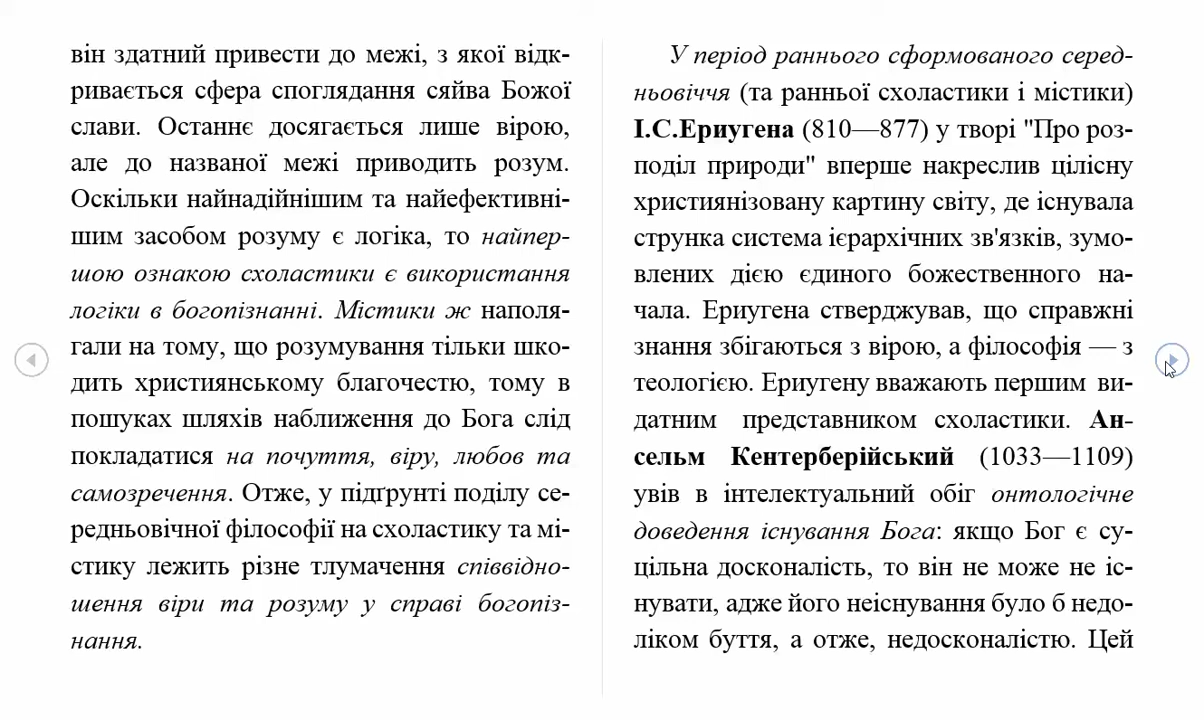 він здатний привести до межі, з якої відк-
ривається сфера споглядання сяйва Божої
слави. Останнє досягається лише вірою,
але до названої межі приводить розум.
Оскільки найнадійнішим та найефективні-
шим засобом розуму є логіка, то найпер-
шою ознакою схоластики є використання
логіки в богопізнанні. Містики ж наполя-
гали на тому, що розумування тільки шко-
дить християнському благочестю, тому в
пошуках шляхів наближення до Бога слід
покладатися на почуття, віру, любов та
самозречення. Отже, у підґрунті поділу се-
редньовічної філософії на схоластику та мі-
стику лежить різне тлумачення співвідно-
шення віри та розуму у справі богопіз-
нання.
У період раннього сформованого серед-
ньовіччя (та ранньої схоластики і містики)
І.С.Ериугена (810—877) у творі "Про роз-
поділ природи" вперше накреслив цілісну
християнізовану картину світу, де існувала
струнка система ієрархічних зв'язків, зумо-
влених дією єдиного божественного на-
чала. Ериугена стверджував, що справжні
знання збігаються з вірою, а філософія — з
теологією. Ериугену вважають першим ви-
датним представником схоластики. Ан-
сельм Кентерберійський (1033—1109)
увів в інтелектуальний обіг онтологічне
доведення існування Бога: якщо Бог є су-
цільна досконалість, то він не може не іс-
нувати, адже його неіснування було б недо-
ліком буття, а отже, недосконалістю. Цей